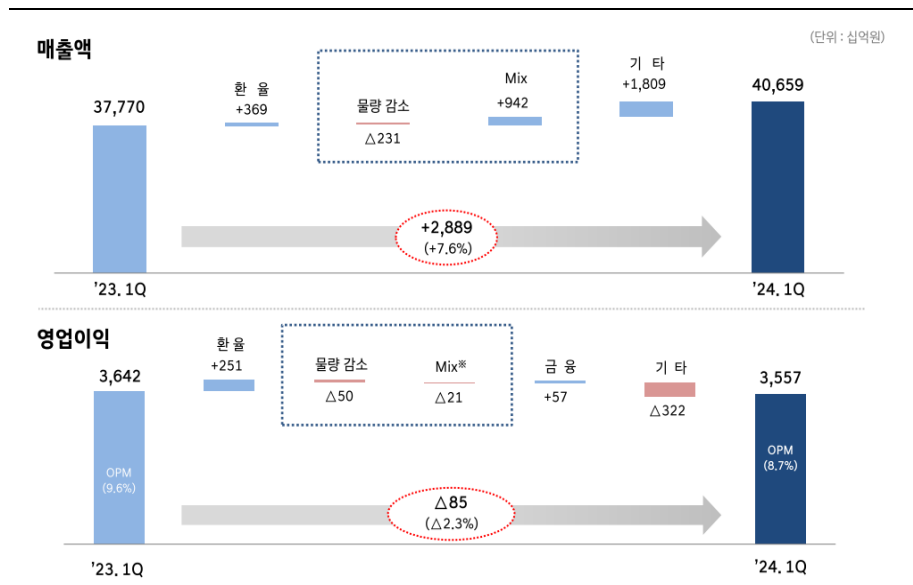 매출액
(단위 : 십억원)
37,770
환 율
+369
물량 감소
△231
Mix
+942
기 타
+1,809
40,659
+2,889
(+7.6%)
'23. 1Q
'24. 1Q
영업이익
3,642
환 율
+251
물량 감소
△50
Mix※
△21
금 융
+57
기 타
△322
3,557
OPM
(9.6%)
OPM
(8.7%)
△85
(△2.3%)
'23. 1Q
'24. 1Q